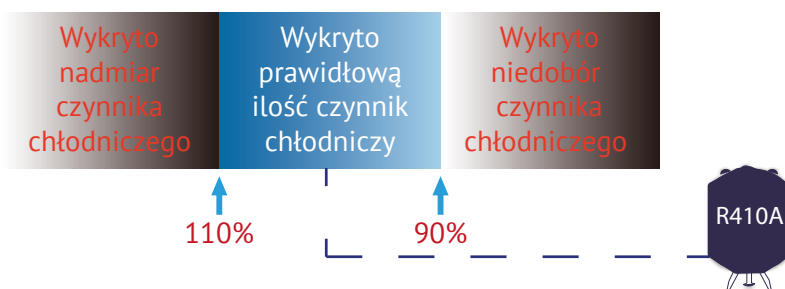 Wykryto
nadmiar
czynnika
chłodniczego
Wykryto
prawidłową
ilość czynnik
chłodniczy
Wykryto
niedobór
czynnika
chłodniczego
110%
90%
R410A